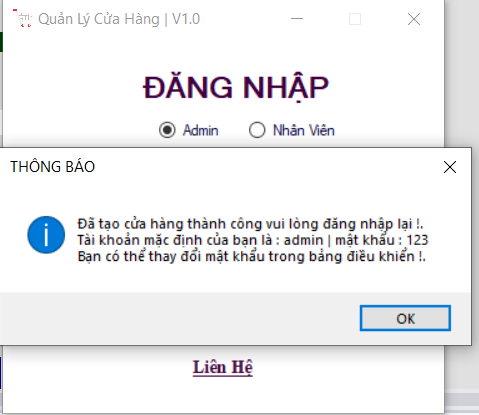 Quản Lý Cửa Hàng | V1.0
ĐĂNG NHẬP
Admin
Nhân Viên
THÔNG BÁO
Đã tạo cửa hàng thành công vui lòng đăng nhập lại !.
Tài khoản mặc định của bạn là : admin | mật khẩu : 123
Bạn có thể thay đổi mật khẩu trong bảng điều khiển !.
OK
Liên Hệ